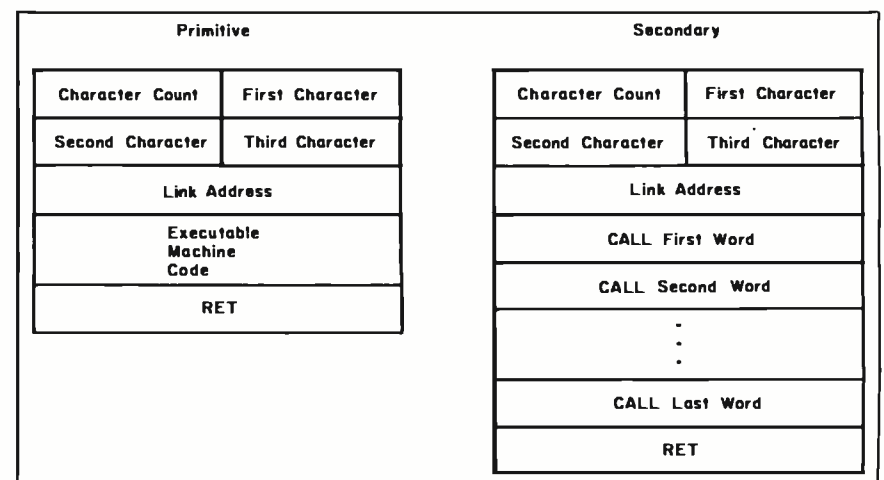 Primitive
Character Count First Character
Second Character Third Character
Link Address
Executable
Machine
Code
RET
Secondary
Character Count First Character
Second Character Third Character
Link Address
CALL First Word
CALL Second Word
.
.
.
CALL Last Word
RET